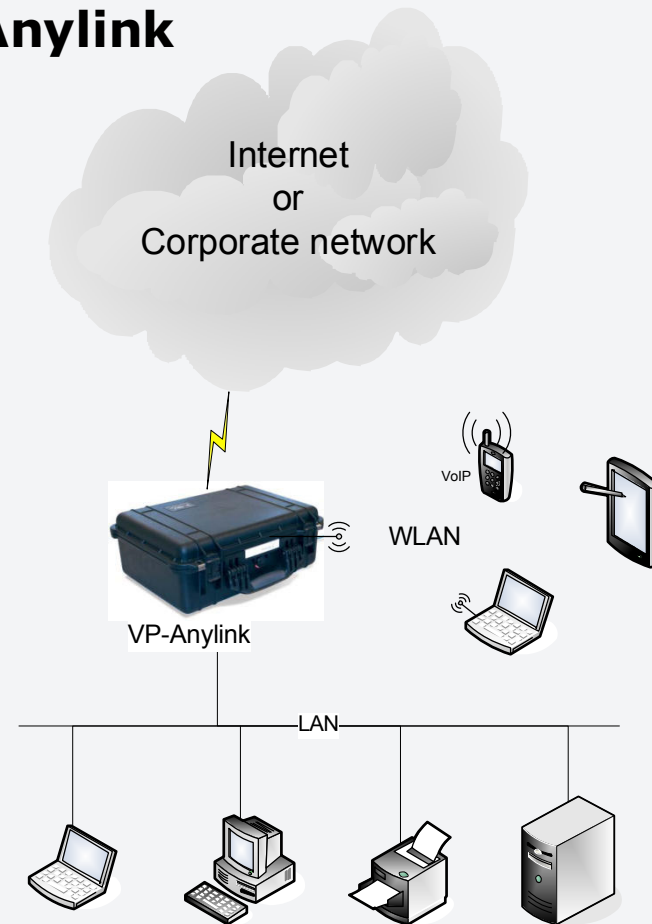 Anylink
Internet
or
Corporate network
VoIP
WLAN
VP-Anylink
LAN